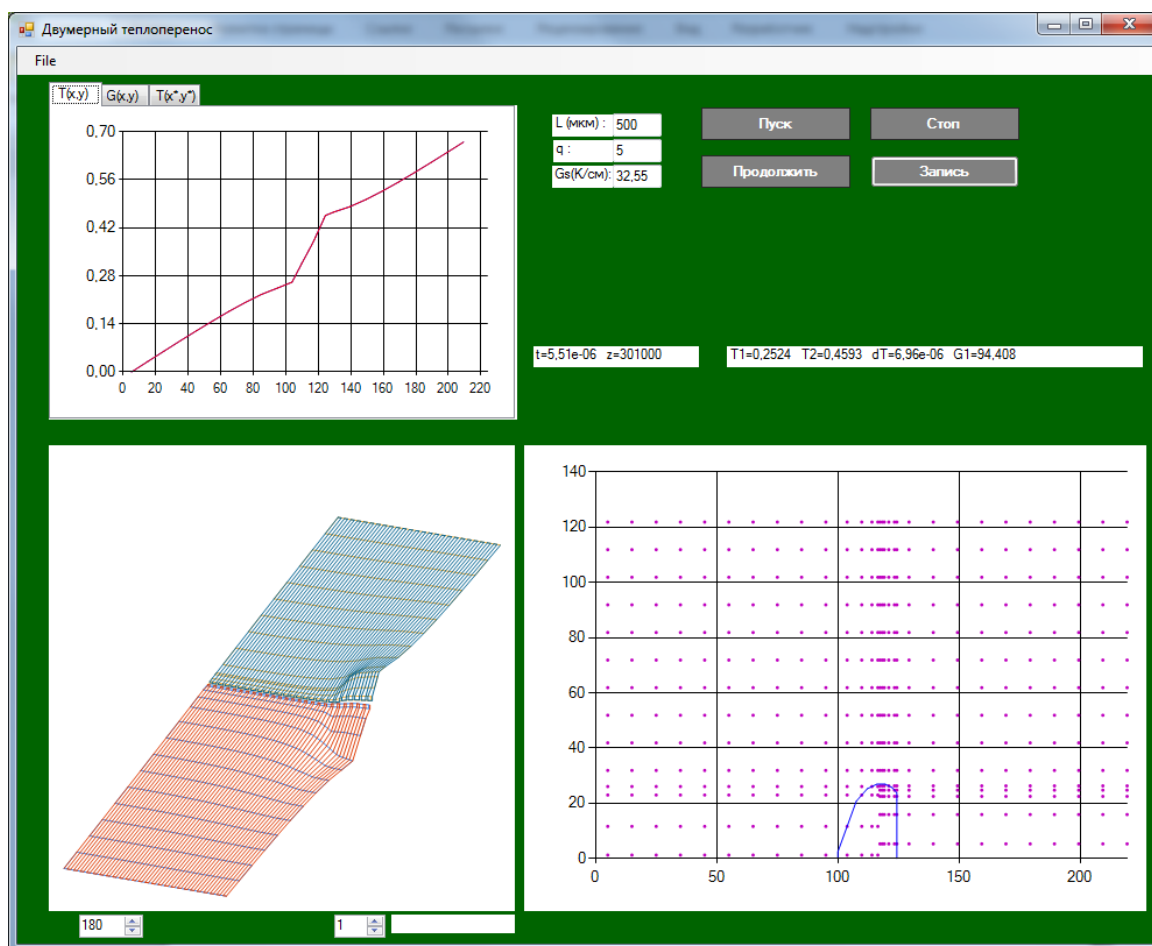 Двумерный теплоперенос
File
T(x,y) G(x,y) T(x*,y*)
0,70
0,56
0,42
0,28
0,14
0,00
0 20 40 60 80 100 120 140 160 180 200 220
L (мкм) : 500
q : 5
Gs(К/см): 32,55
Пуск Стоп
Продолжить Запись
t=5,51e-06 z=301000
T1=0,2524 T2=0,4593 dT=6,96e-06 G1=94,408
140
120
100
80
60
40
20
0
0 50 100 150 200
180 1